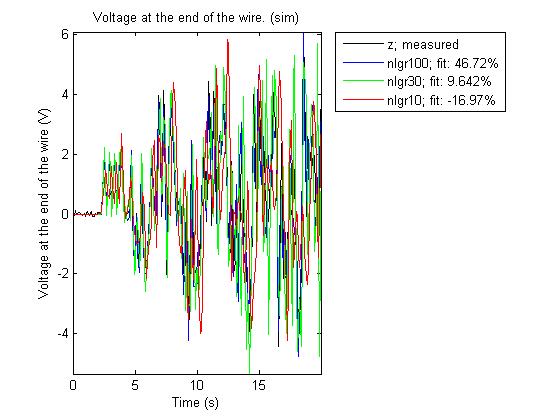 Voltage at the end of the wire. (sim)
6
4
2
0
-2
-4
Voltage at the end of the wire (V)
0 5 10 15
Time (s)
z; measured
nlgr100; fit: 46.72%
nlgr30; fit: 9.642%
nlgr10; fit: -16.97%